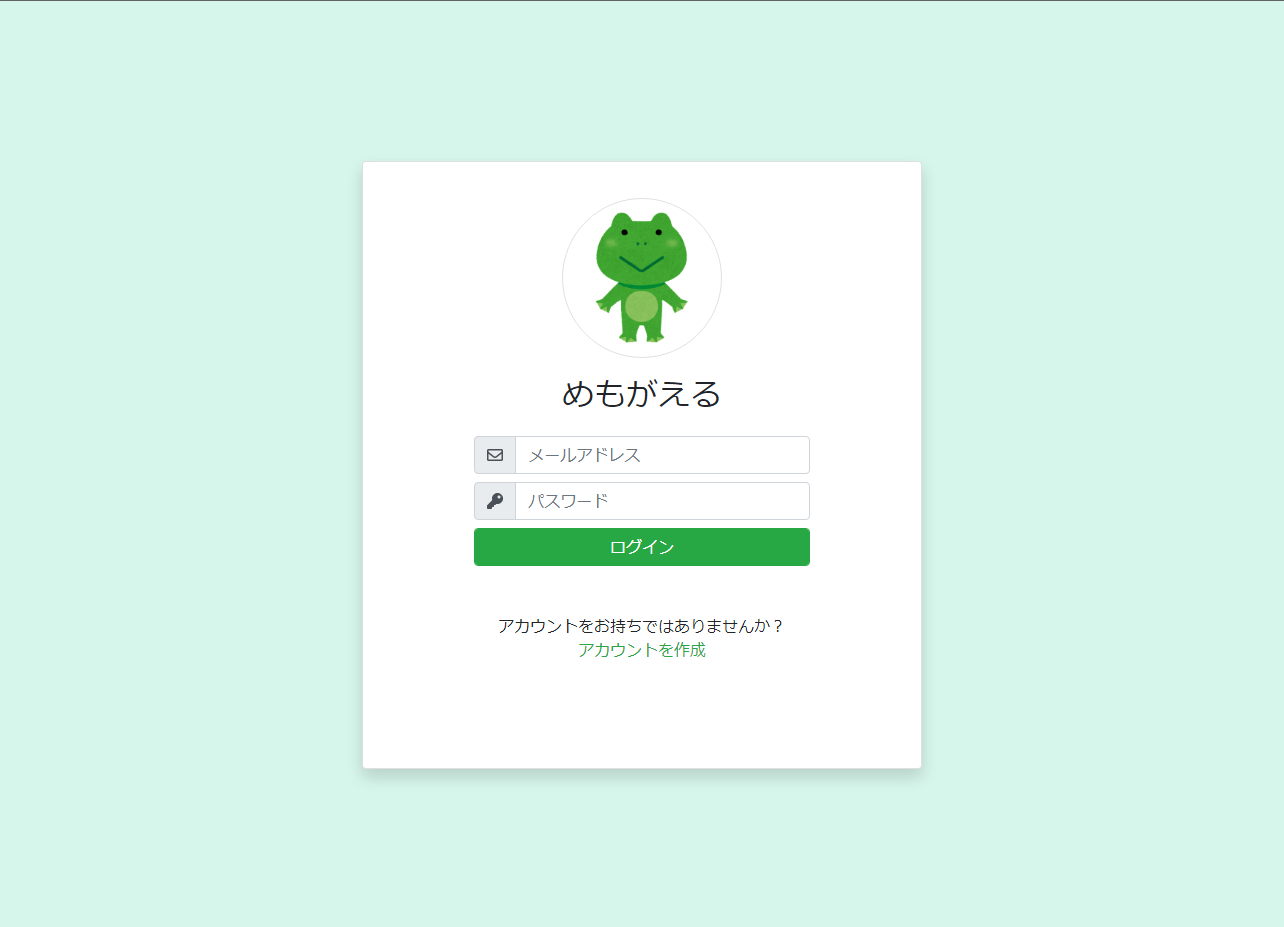 めもがえる
メールアドレス
パスワード
ログイン
アカウントをお持ちではありませんか？
アカウントを作成